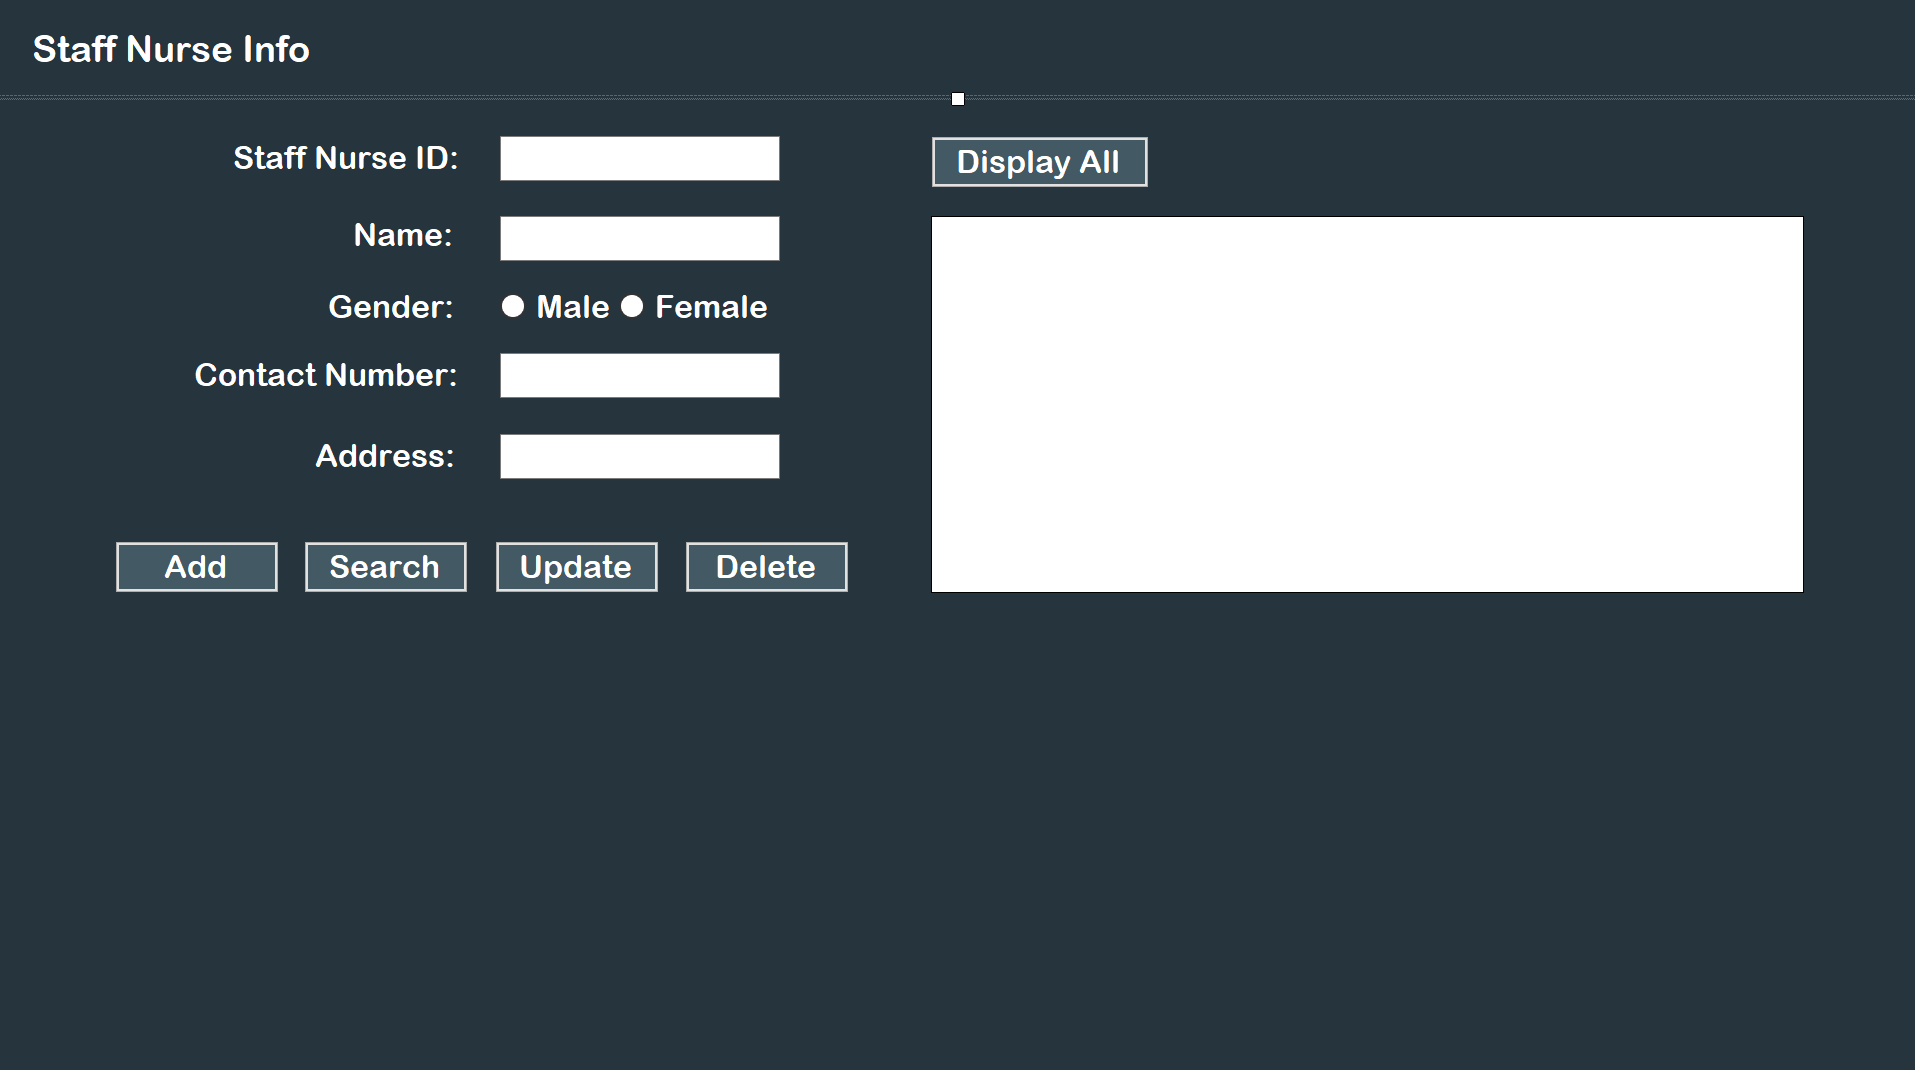 Staff Nurse Info
Staff Nurse ID:
Display All
Name:
Gender: Male Female
Contact Number:
Address:
Add Search Update Delete